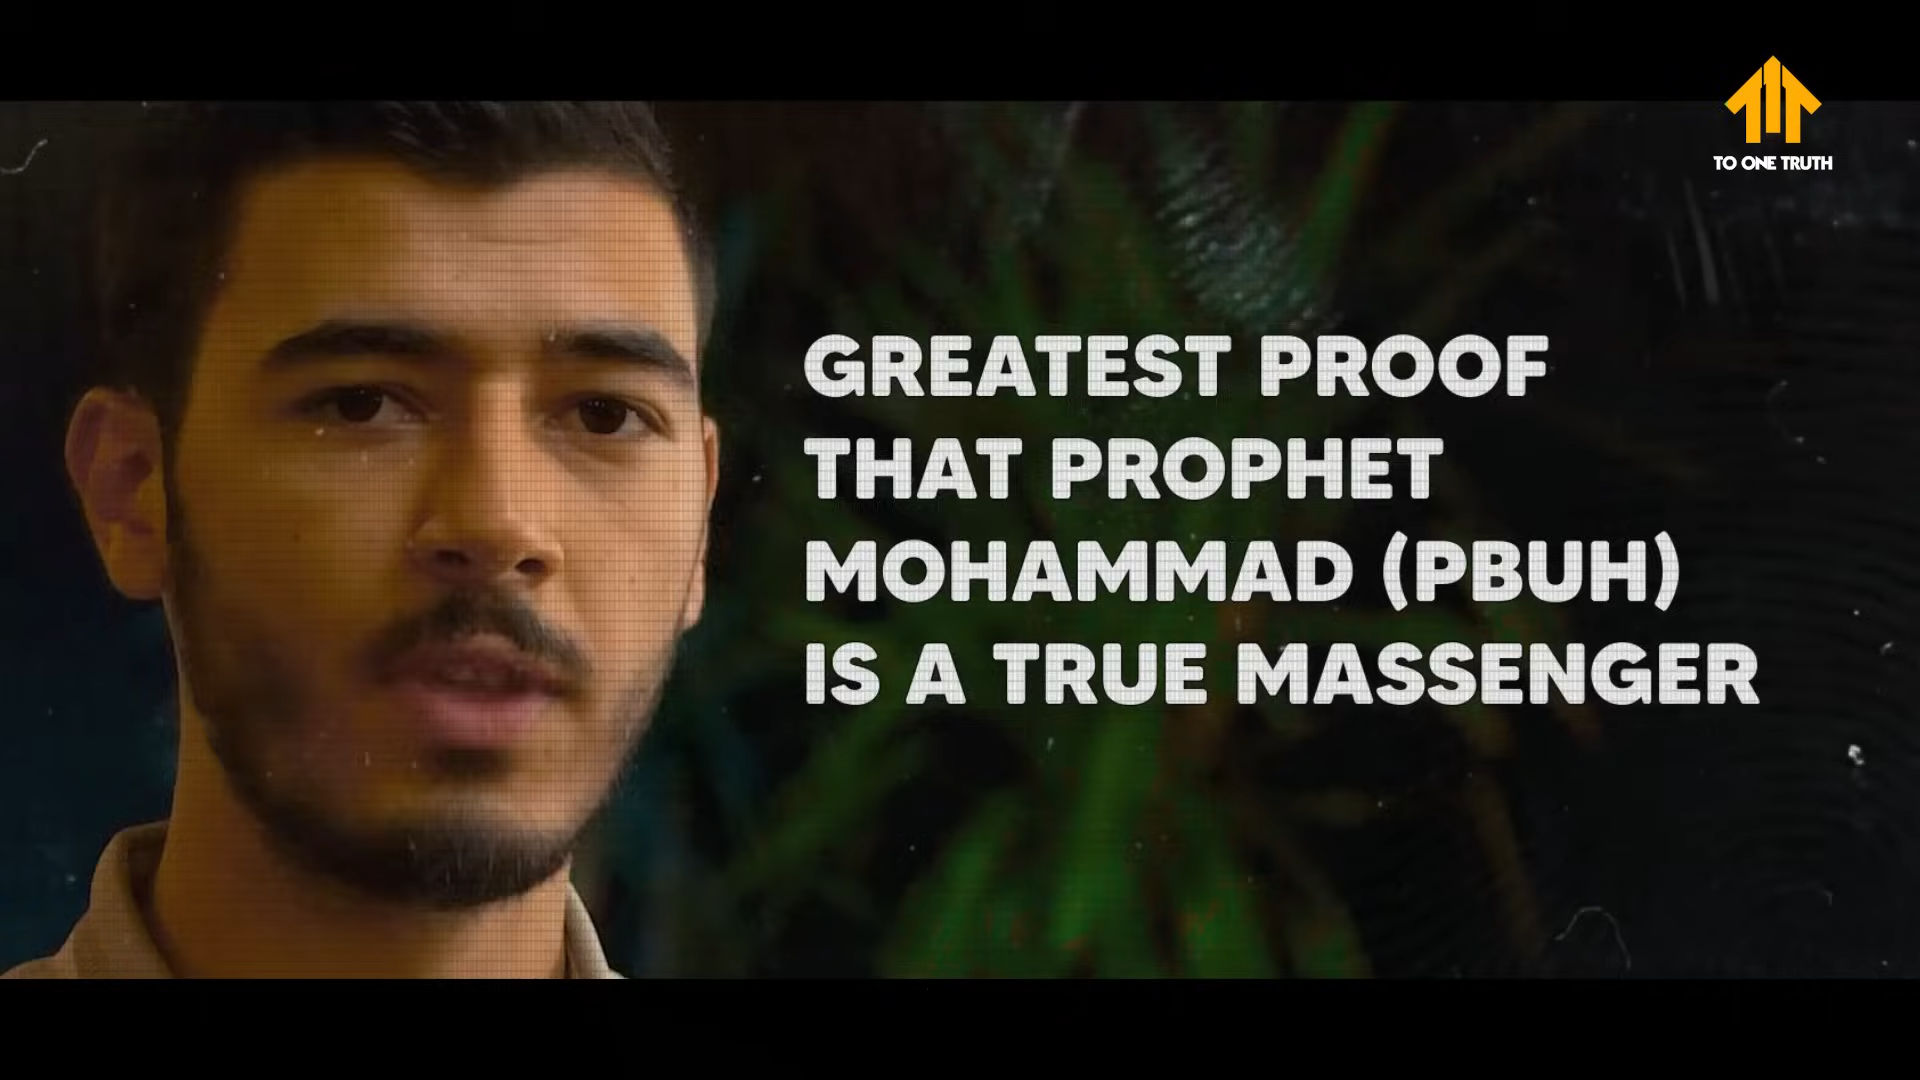 TO ONE TRUTH
GREATEST PROOF
THAT PROPHET
MOHAMMAD (PBUH)
IS A TRUE MASSENGER